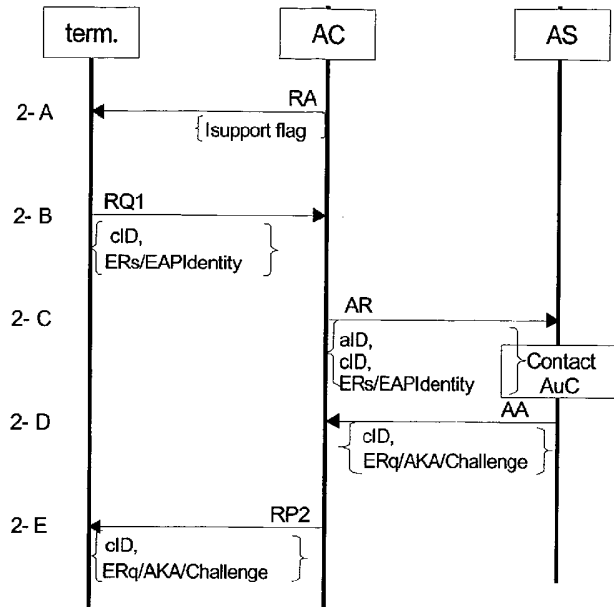 term.
AC
AS
2- A
RA
{Isupport flag
2- B
RQ1
{cID,
ERs/EAPIdentity}
2- C
AR
{aID,
cID,
ERs/EAPIdentity}
Contact
AuC
2- D
AA
{cID,
ERq/AKA/Challenge}
2- E
RP2
{cID,
ERq/AKA/Challenge}